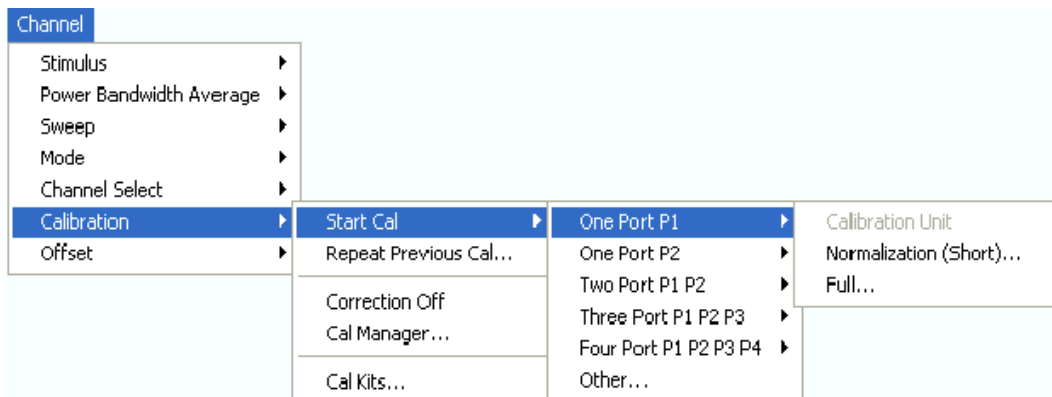 Channel
Stimulus
Power Bandwidth Average
Sweep
Mode
Channel Select
Calibration
Offset
Start Cal
Repeat Previous Cal...
Correction Off
Cal Manager...
Cal Kits...
One Port P1
One Port P2
Two Port P1 P2
Three Port P1 P2 P3
Four Port P1 P2 P3 P4
Other...
Calibration Unit
Normalization (Short)...
Full...